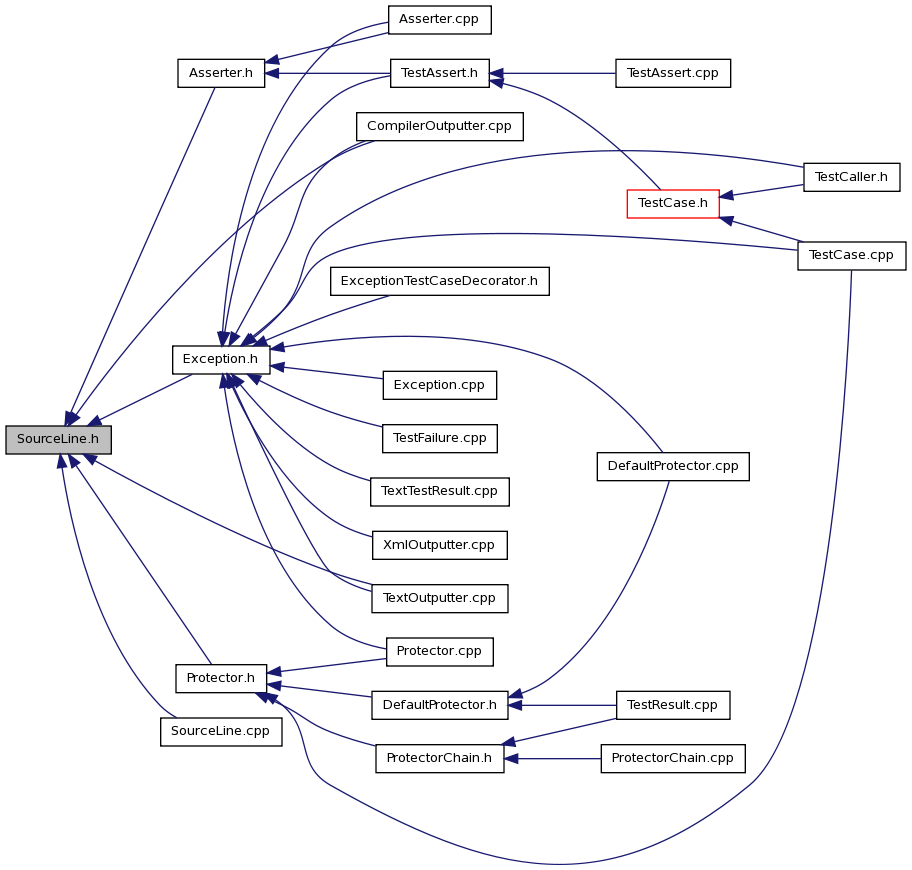 Asserter.cpp
Asserter.h
TestAssert.h
TestAssert.cpp
CompilerOutputter.cpp
TestCaller.h
TestCase.h
TestCase.cpp
ExceptionTestCaseDecorator.h
Exception.h
Exception.cpp
SourceLine.h
TestFailure.cpp
DefaultProtector.cpp
TextTestResult.cpp
XmlOutputter.cpp
TextOutputter.cpp
Protector.cpp
Protector.h
DefaultProtector.h
TestResult.cpp
SourceLine.cpp
ProtectorChain.h
ProtectorChain.cpp